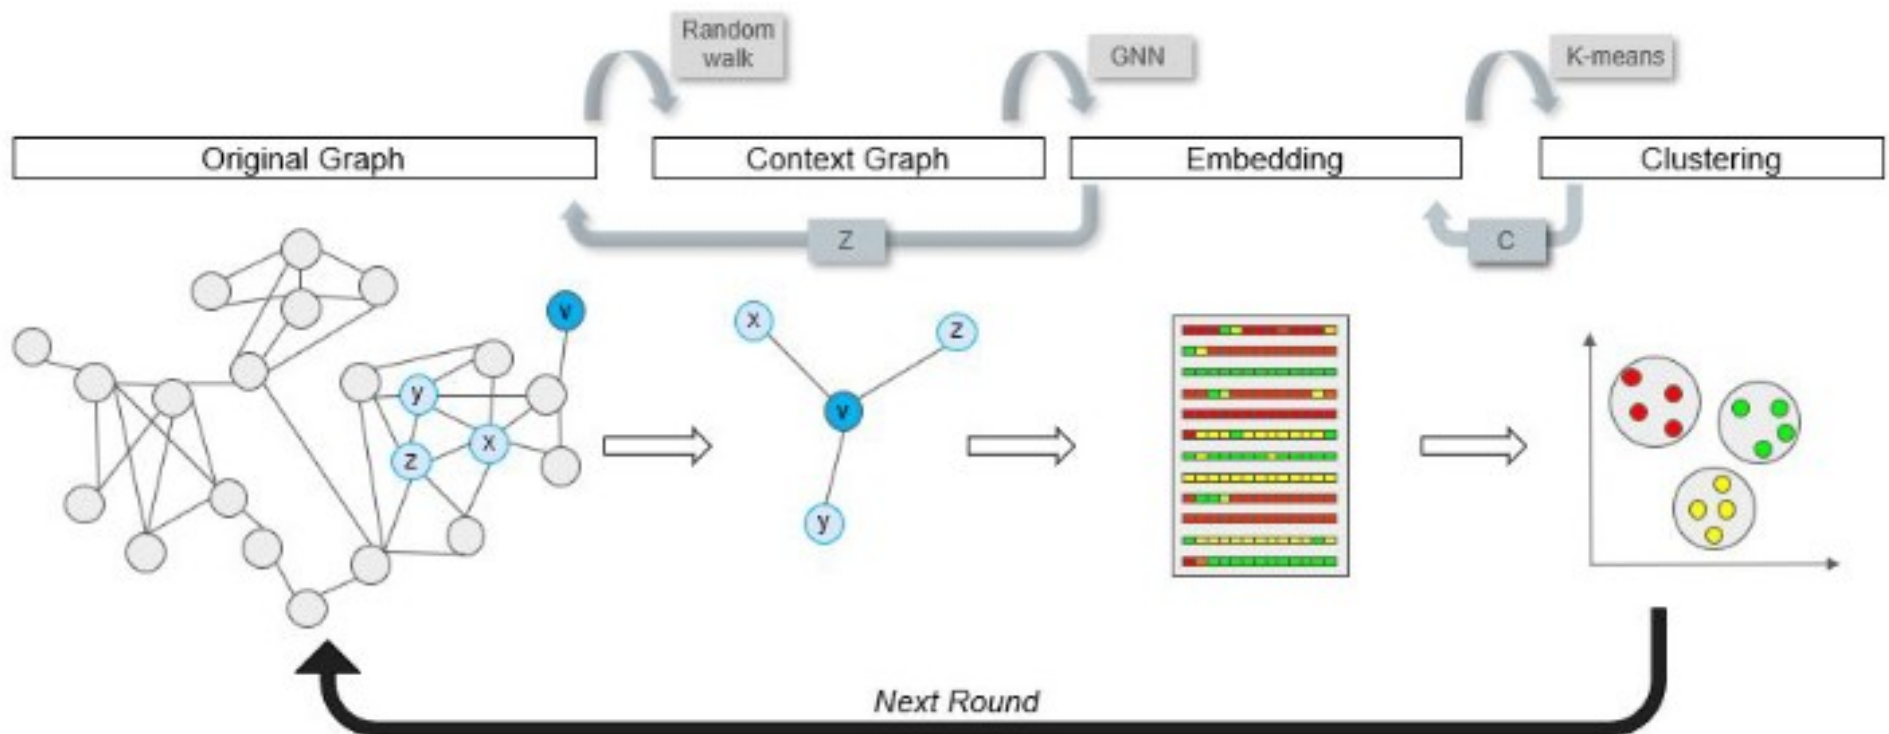 Random
walk
GNN
K-means
Original Graph
Context Graph
Embedding
Clustering
Z
C
v
y
x
z
x
z
v
y
Next Round